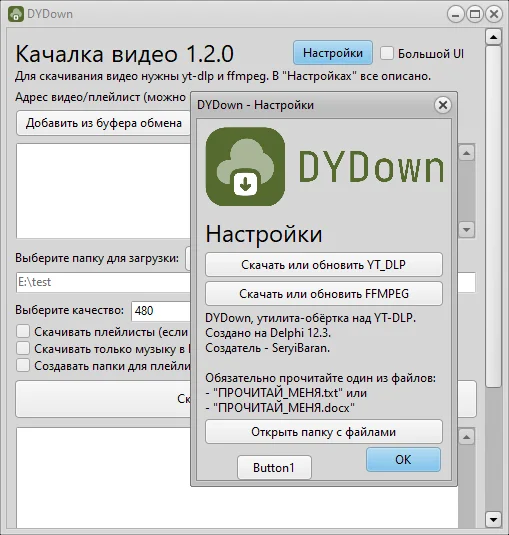 DYDown
Качалка видео 1.2.0
Настройки
Большой UI
Для скачивания видео нужны yt-dlp и ffmpeg. В "Настройках" все описано.
Адрес видео/плейлист (можно
Добавить из буфера обмена
Выберите папку для загрузки:
E:\test
Выберите качество:
480
Скачивать плейлисты (если
Скачивать только музыку в
Создавать папки для плейли
DYDown - Настройки
DYDown
Настройки
Скачать или обновить YT_DLP
Скачать или обновить FFMPEG
DYDown, утилита-обёртка над YT-DLP.
Создано на Delphi 12.3.
Создатель - SeryiBaran.
Обязательно прочитайте один из файлов:
- "ПРОЧИТАЙ_МЕНЯ.txt" или
- "ПРОЧИТАЙ_МЕНЯ.docx"
Открыть папку с файлами
Button1
OK